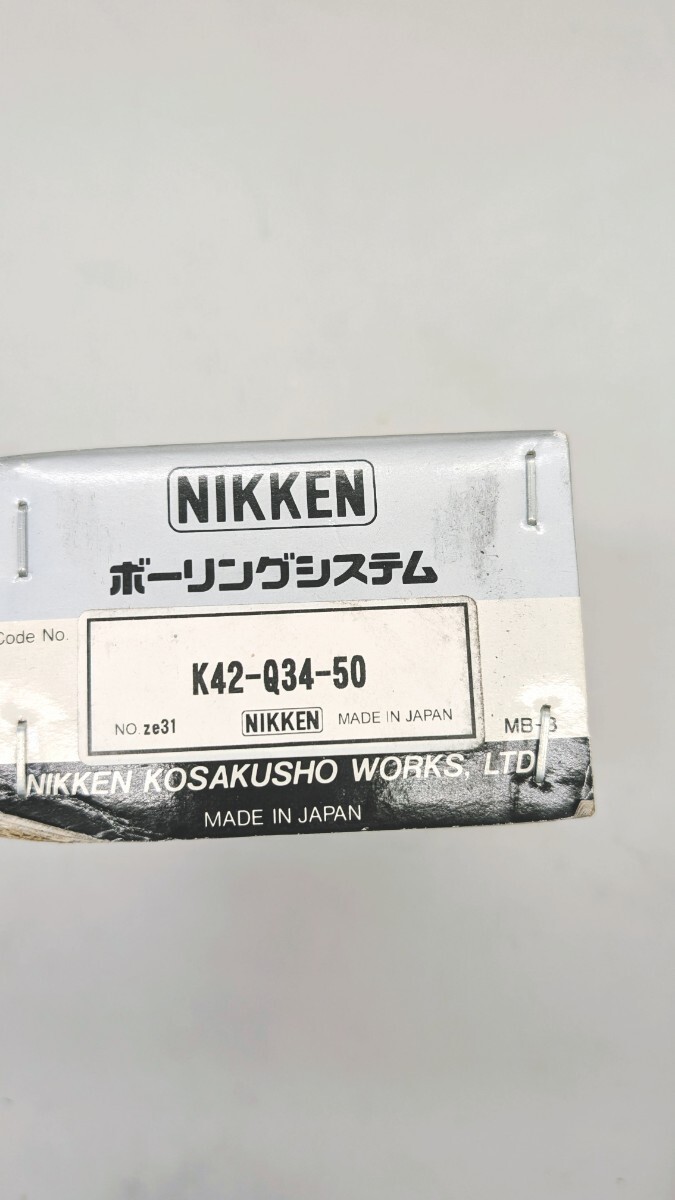 NIKKEN
ボーリングシステム
Code No.
K42-Q34-50
NO. ze31 NIKKEN MADE IN JAPAN
MB-3
NIKKEN KOSAKUSHO WORKS, LTD
MADE IN JAPAN